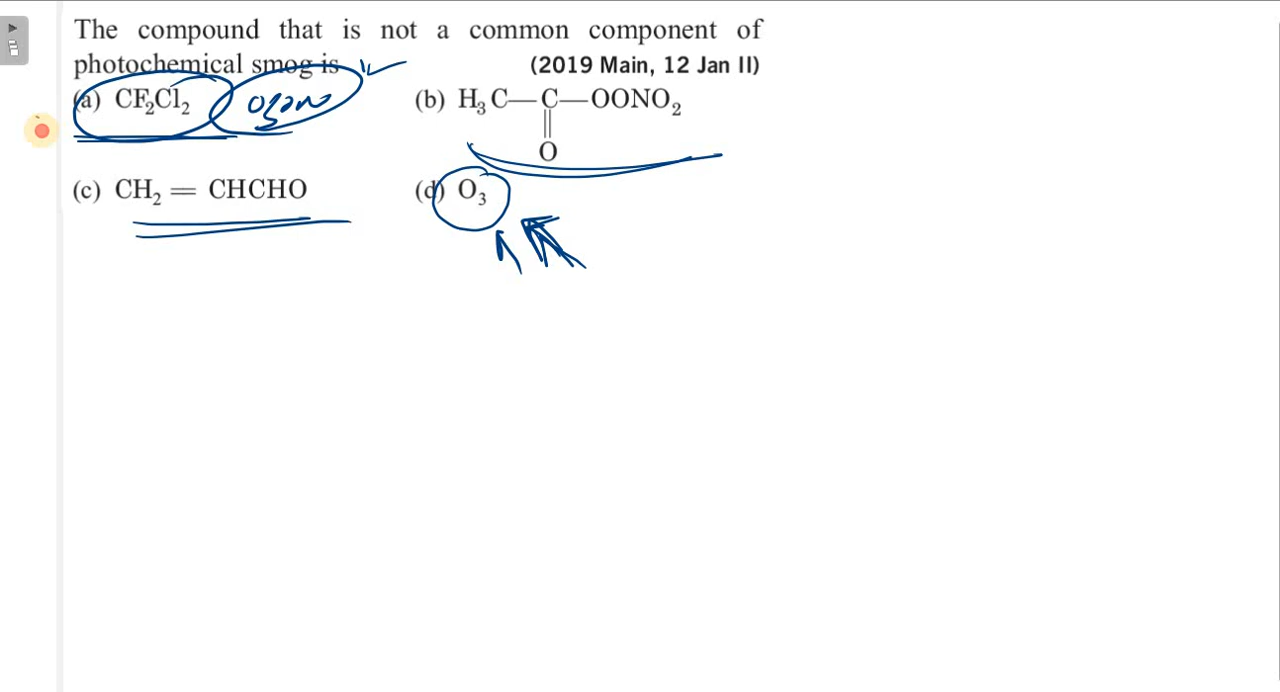 The compound that is not a common component of
photochemical smog is
(2019 Main, 12 Jan II)
(a) CF₂Cl₂ ozone
(b) H₃C—C—OONO₂
||
O
(c) CH₂ = CHCHO
(d) O₃